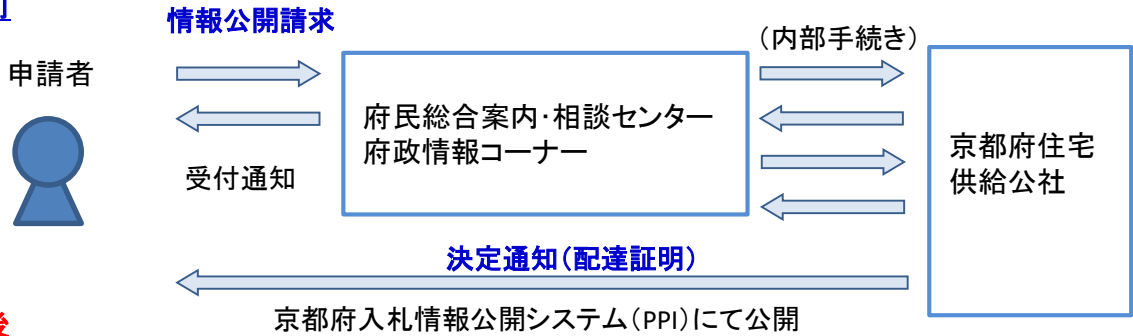 情報公開請求
(内部手続き)
申請者
府民総合案内・相談センター
府政情報コーナー
京都府住宅
供給公社
受付通知
決定通知(配達証明)
京都府入札情報公開システム(PPI)にて公開